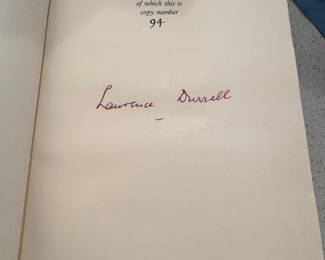 of which this is
copy number
94
Lawrence Durrell